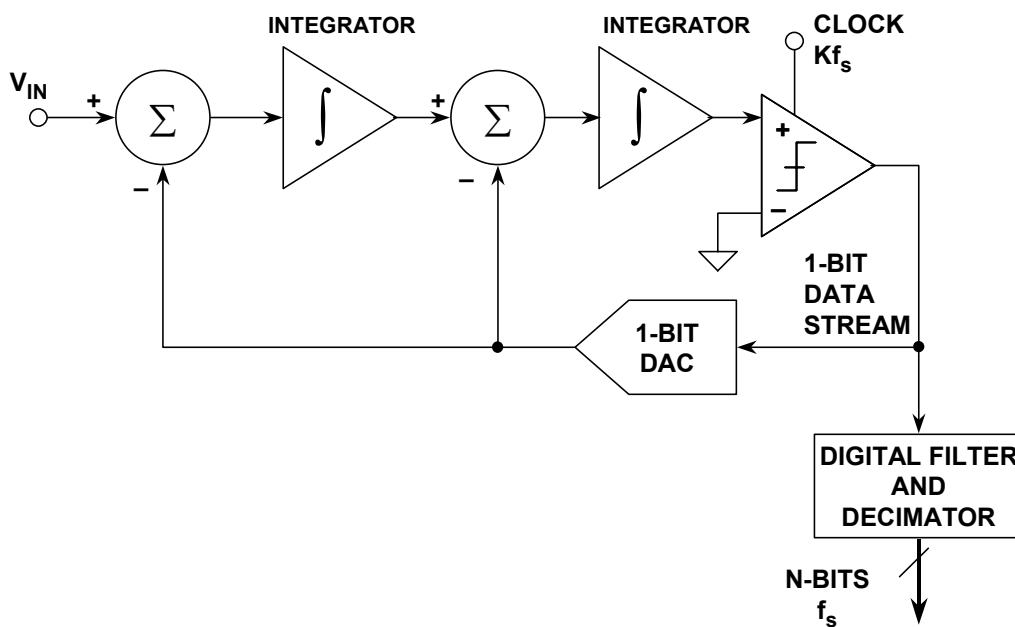 INTEGRATOR
INTEGRATOR
CLOCK
Kfs
VIN
+
Σ
∫
+
Σ
∫
+
−
−
−
1-BIT
DATA
STREAM
1-BIT
DAC
DIGITAL FILTER
AND
DECIMATOR
N-BITS
fs